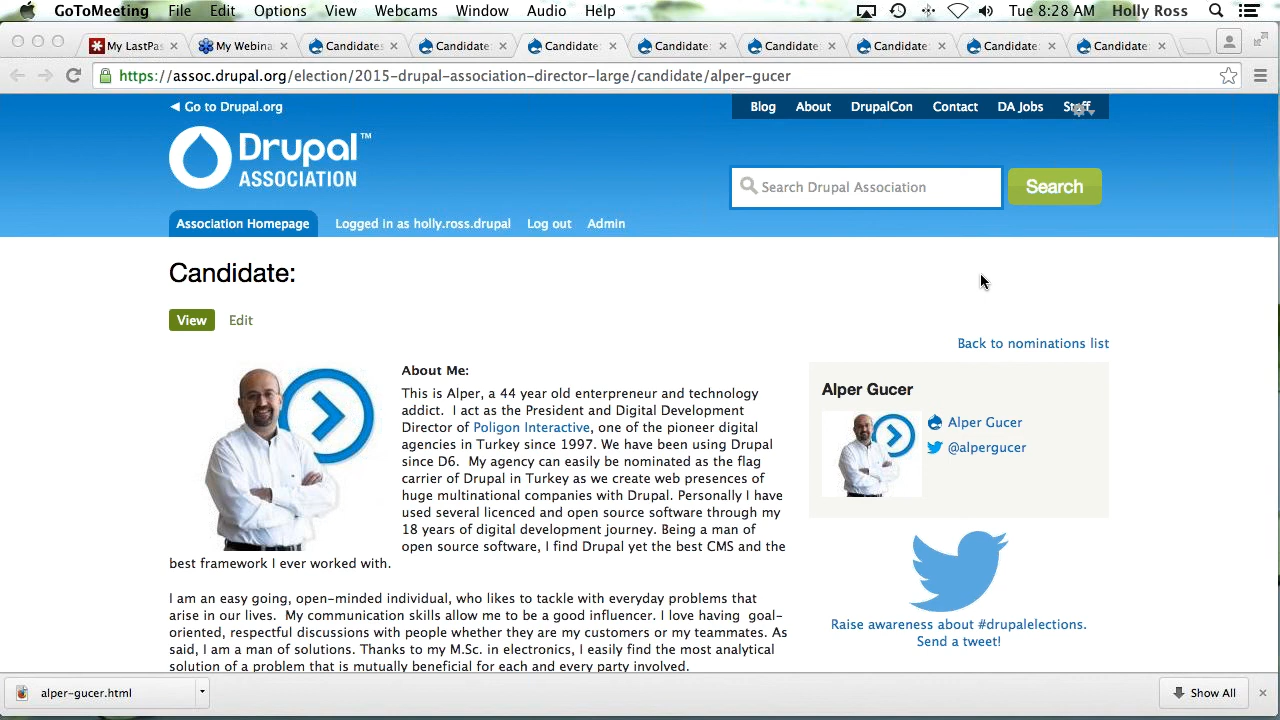 GoToMeeting File Edit Options View Webcams Window Audio Help Tue 8:28 AM Holly Ross
My LastPas My Webina Candidates Candidate Candidate: Candidate: Candidate: Candidate: Candidate: Candidate:
https://assoc.drupal.org/election/2015-drupal-association-director-large/candidate/alper-gucer
Go to Drupal.org Blog About DrupalCon Contact DA Jobs Staff
Drupal™
ASSOCIATION
Search Drupal Association Search
Association Homepage Logged in as holly.ross.drupal Log out Admin
Candidate:
View Edit
Back to nominations list
About Me:
This is Alper, a 44 year old enterpreneur and technology
addict. I act as the President and Digital Development
Director of Poligon Interactive, one of the pioneer digital
agencies in Turkey since 1997. We have been using Drupal
since D6. My agency can easily be nominated as the flag
carrier of Drupal in Turkey as we create web presences of
huge multinational companies with Drupal. Personally I have
used several licenced and open source software through my
18 years of digital development journey. Being a man of
open source software, I find Drupal yet the best CMS and the
best framework I ever worked with.
I am an easy going, open-minded individual, who likes to tackle with everyday problems that
arise in our lives. My communication skills allow me to be a good influencer. I love having goal-
oriented, respectful discussions with people whether they are my customers or my teammates. As
said, I am a man of solutions. Thanks to my M.Sc. in electronics, I easily find the most analytical
solution of a problem that is mutually beneficial for each and every party involved.
Alper Gucer
Alper Gucer
@alpergucer
Raise awareness about #drupalelections.
Send a tweet!
alper-gucer.html Show All